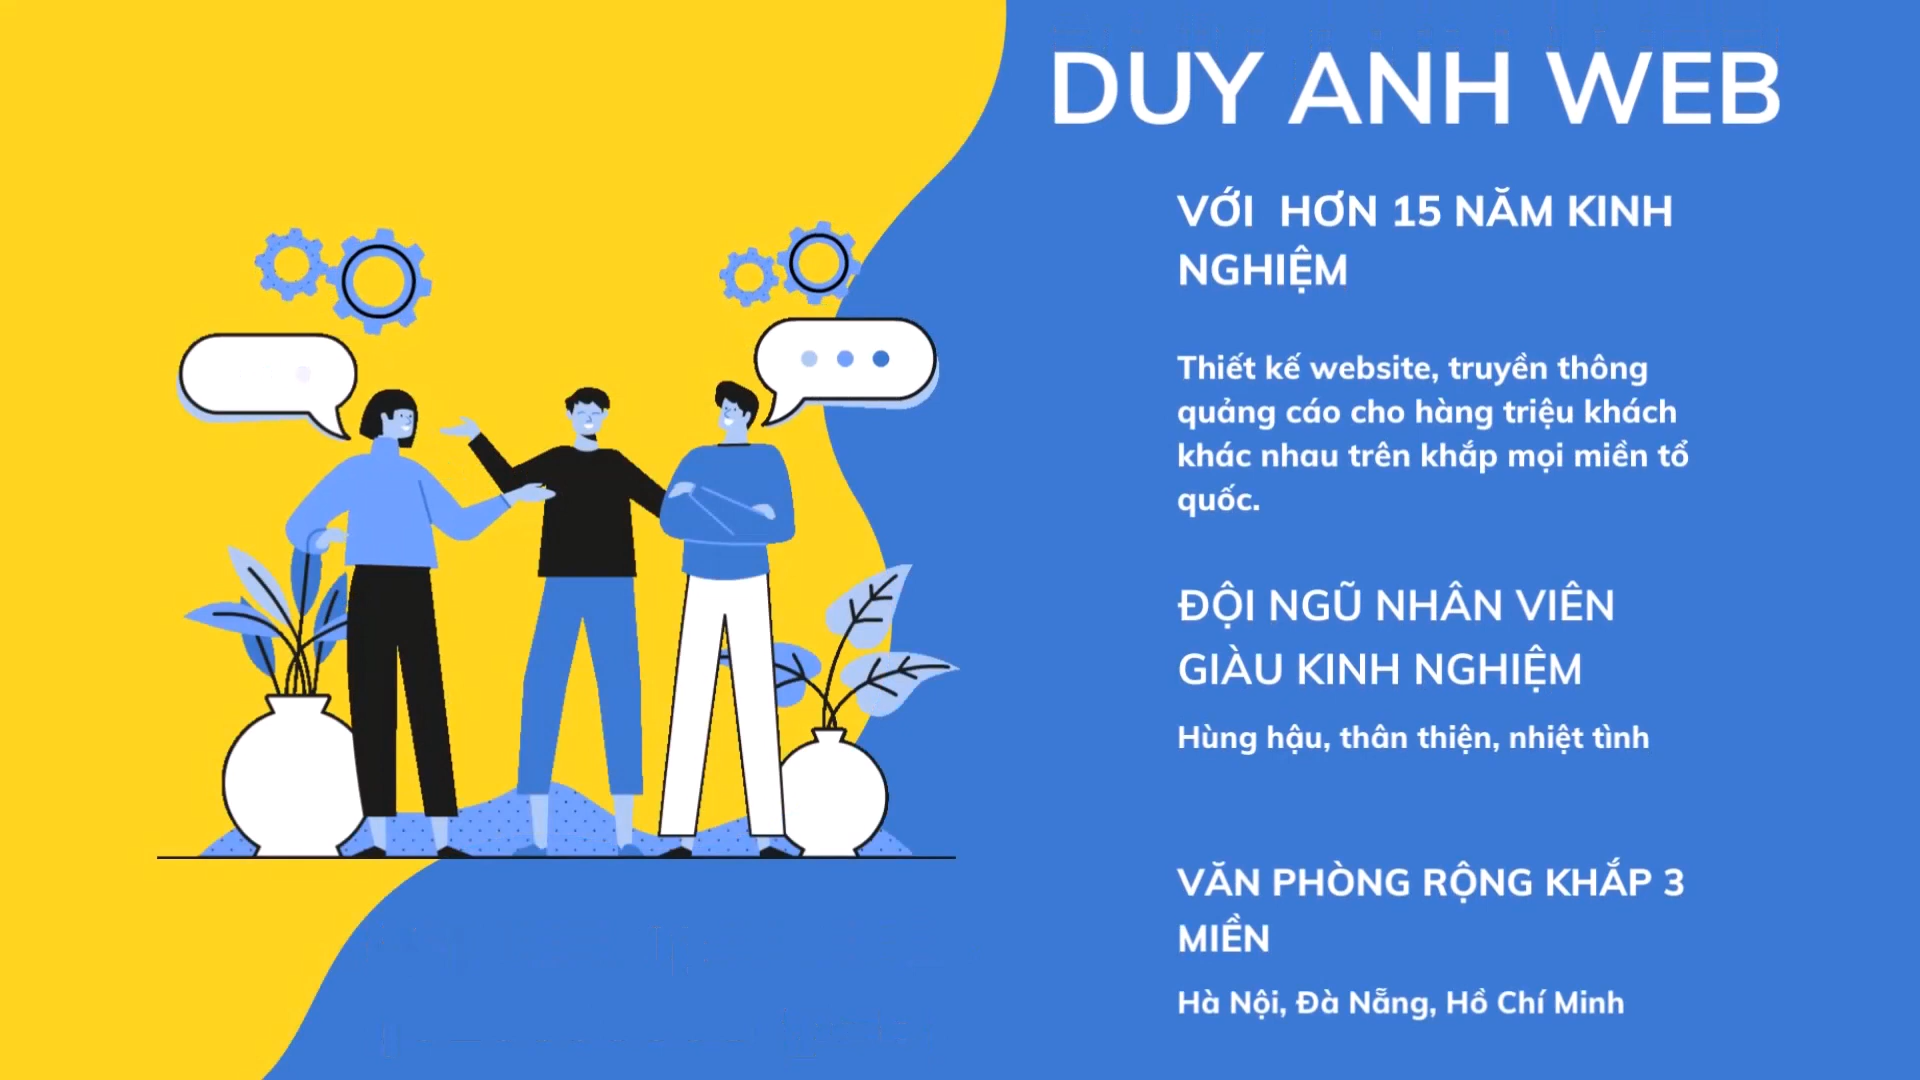 DUY ANH WEB
VỚI  HƠN 15 NĂM KINH
NGHIỆM
Thiết kế website, truyền thông
quảng cáo cho hàng triệu khách
khác nhau trên khắp mọi miền tổ
quốc.
ĐỘI NGŨ NHÂN VIÊN
GIÀU KINH NGHIỆM
Hùng hậu, thân thiện, nhiệt tình
VĂN PHÒNG RỘNG KHẮP 3
MIỀN
Hà Nội, Đà Nẵng, Hồ Chí Minh